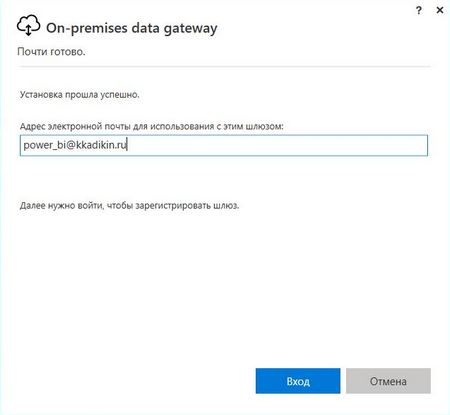 ? ✕
On-premises data gateway
Почти готово.
Установка прошла успешно.
Адрес электронной почты для использования с этим шлюзом:
power_bi@kkadikin.ru
Далее нужно войти, чтобы зарегистрировать шлюз.
Вход Отмена